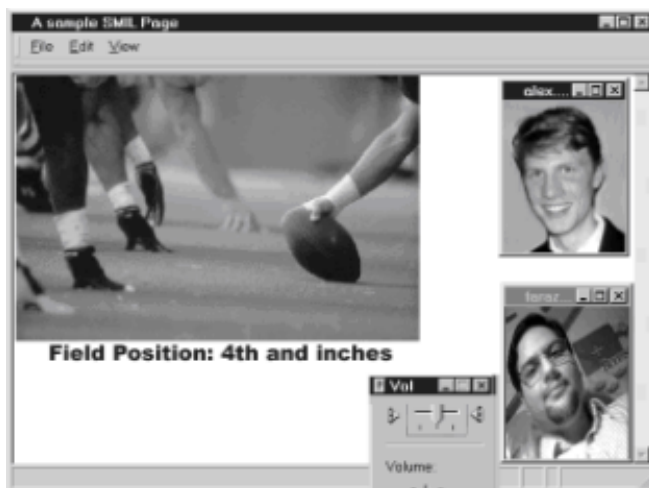 A sample SMIL Page
File Edit View
alex....
Field Position: 4th and inches
Vol
Volume: